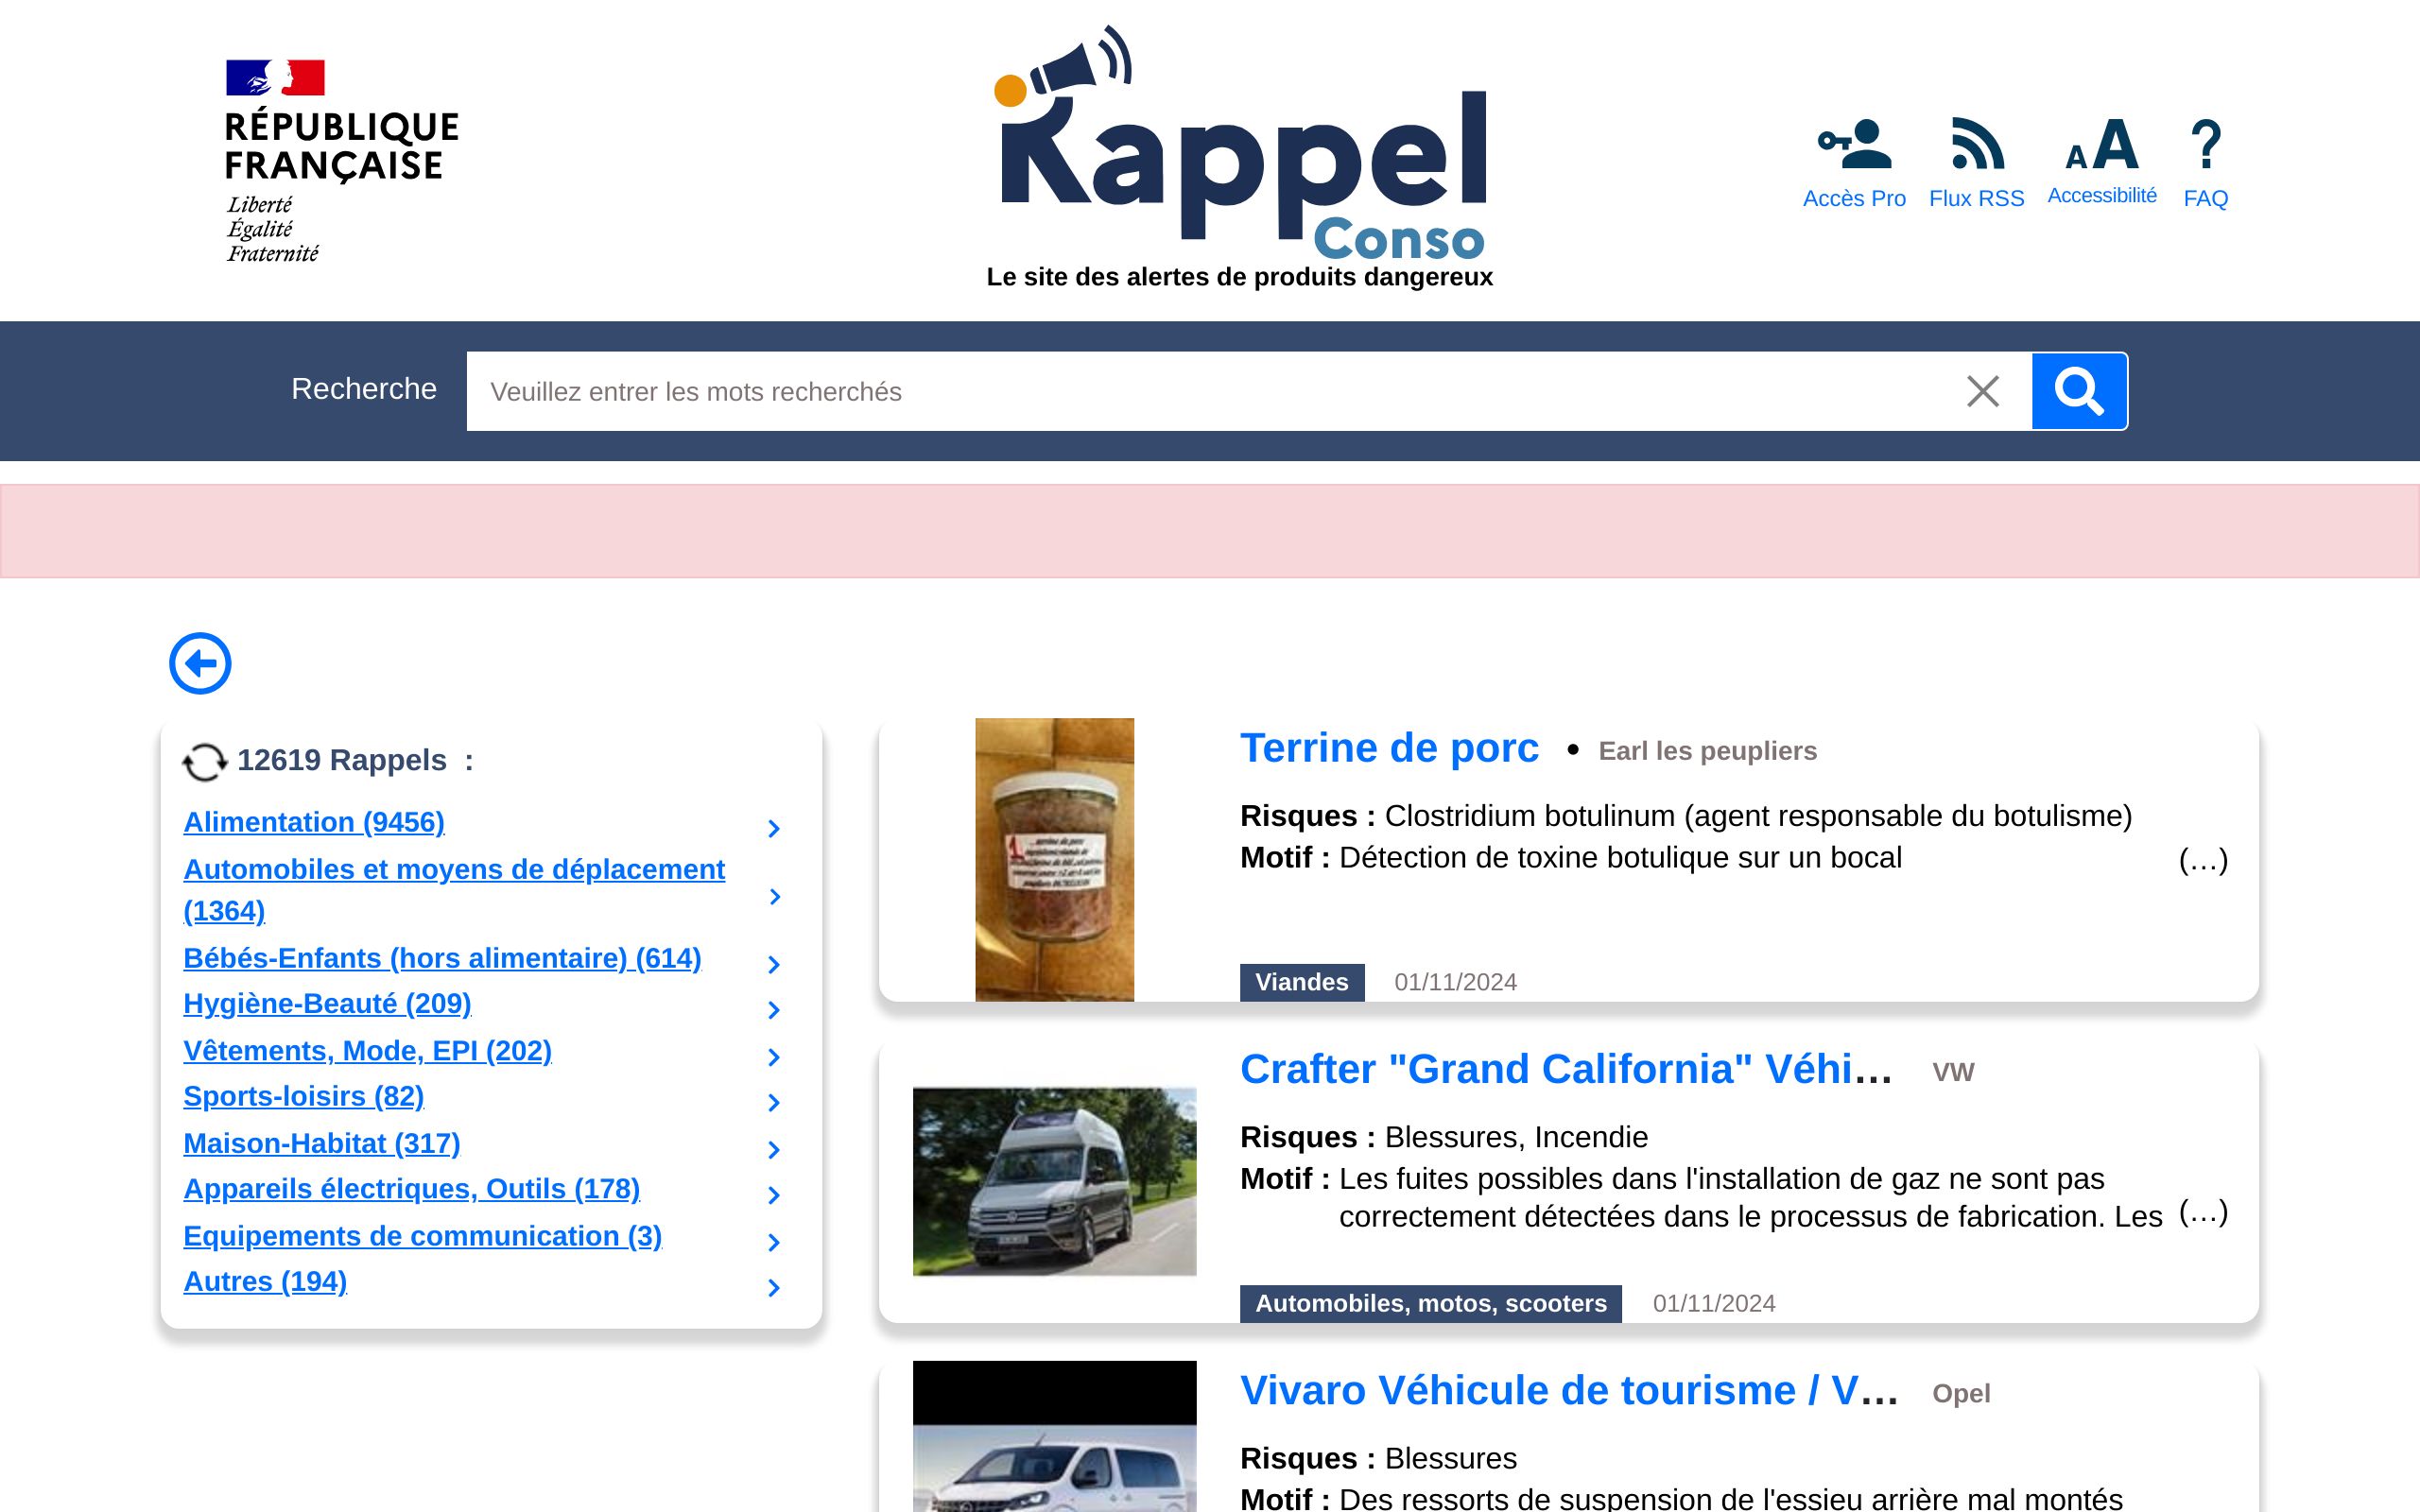 RÉPUBLIQUE
FRANÇAISE
Liberté
Égalité
Fraternité
Rappel
Conso
Le site des alertes de produits dangereux
Accès Pro
Flux RSS
Accessibilité
FAQ
Recherche
Veuillez entrer les mots recherchés
12619 Rappels :
Alimentation (9456)
Automobiles et moyens de déplacement
(1364)
Bébés-Enfants (hors alimentaire) (614)
Hygiène-Beauté (209)
Vêtements, Mode, EPI (202)
Sports-loisirs (82)
Maison-Habitat (317)
Appareils électriques, Outils (178)
Equipements de communication (3)
Autres (194)
Terrine de porc • Earl les peupliers
Risques : Clostridium botulinum (agent responsable du botulisme)
Motif : Détection de toxine botulique sur un bocal (…)
Viandes 01/11/2024
Crafter "Grand California" Véhi… VW
Risques : Blessures, Incendie
Motif : Les fuites possibles dans l'installation de gaz ne sont pas
correctement détectées dans le processus de fabrication. Les (…)
Automobiles, motos, scooters 01/11/2024
Vivaro Véhicule de tourisme / V… Opel
Risques : Blessures
Motif : Des ressorts de suspension de l'essieu arrière mal montés